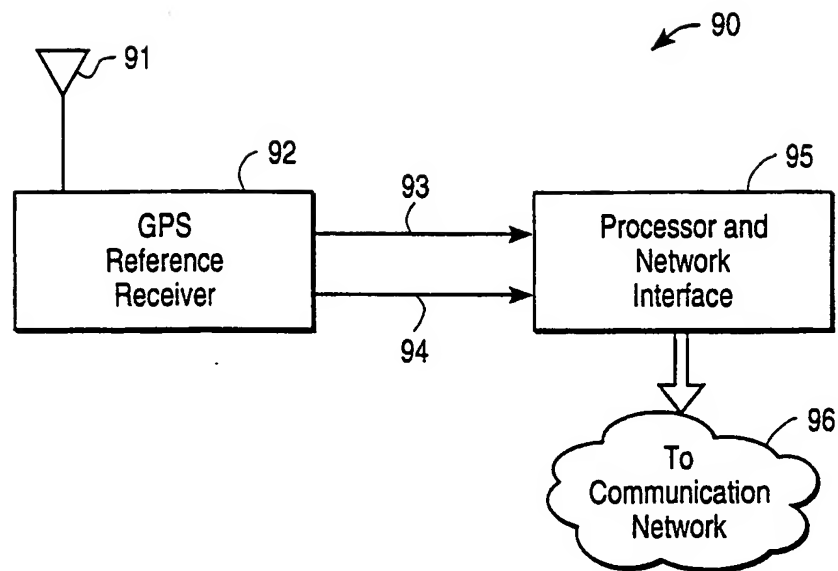 90
91
92
93
95
GPS
Reference
Receiver
Processor and
Network
Interface
94
96
To
Communication
Network